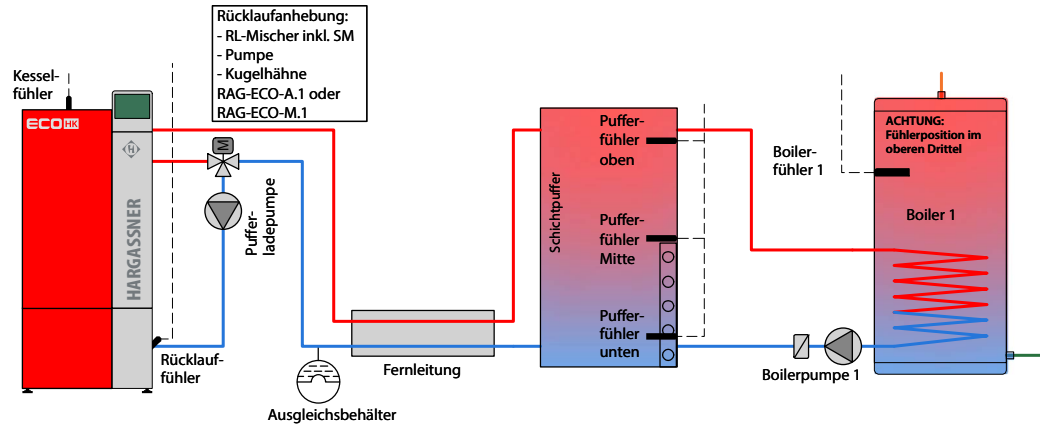 Rücklaufanhebung:
- RL-Mischer inkl. SM
- Pumpe
- Kugelhähne
RAG-ECO-A.1 oder
RAG-ECO-M.1
Kessel-
fühler
ECO HK
HARGASSNER
H
M
Puffer-
ladepumpe
Rücklauf-
fühler
Ausgleichsbehälter
Fernleitung
Schichtpuffer
Puffer-
fühler
oben
Puffer-
fühler
Mitte
Puffer-
fühler
unten
Boiler-
fühler 1
ACHTUNG:
Fühlerposition im
oberen Drittel
Boiler 1
Boilerpumpe 1